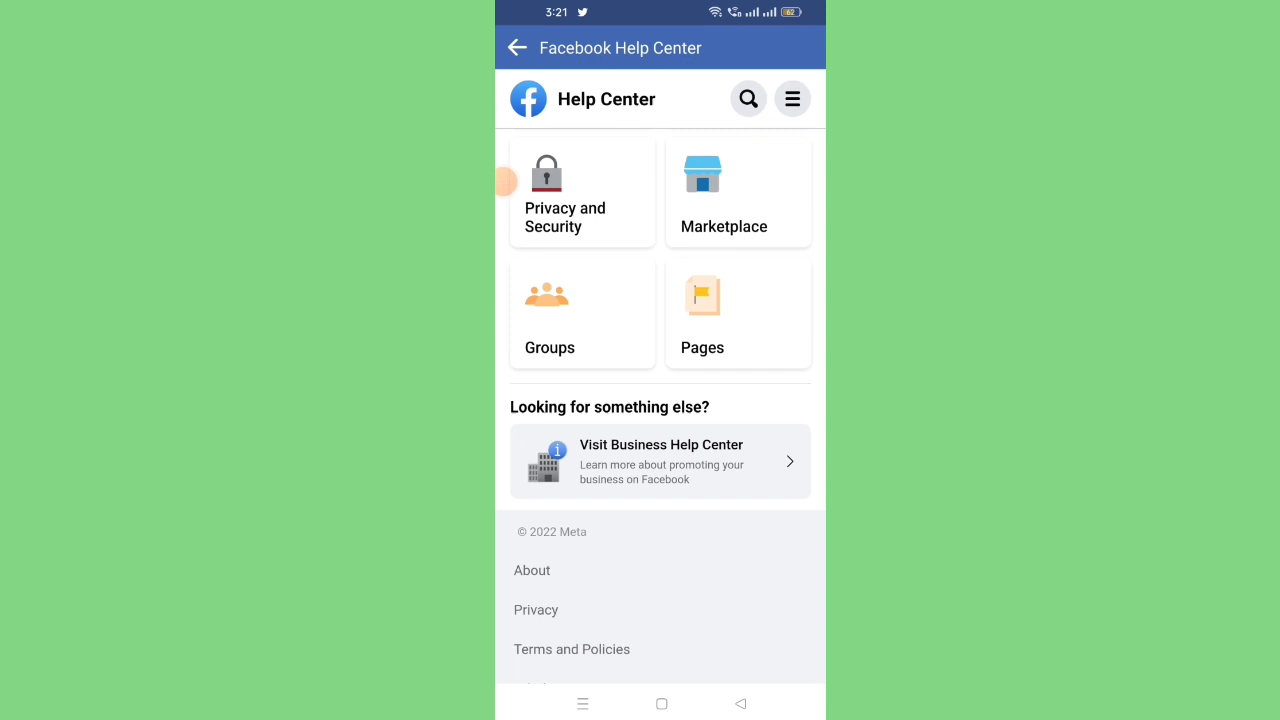 3:21
62
Facebook Help Center
Help Center
Privacy and
Security
Marketplace
Groups
Pages
Looking for something else?
Visit Business Help Center
Learn more about promoting your
business on Facebook
© 2022 Meta
About
Privacy
Terms and Policies